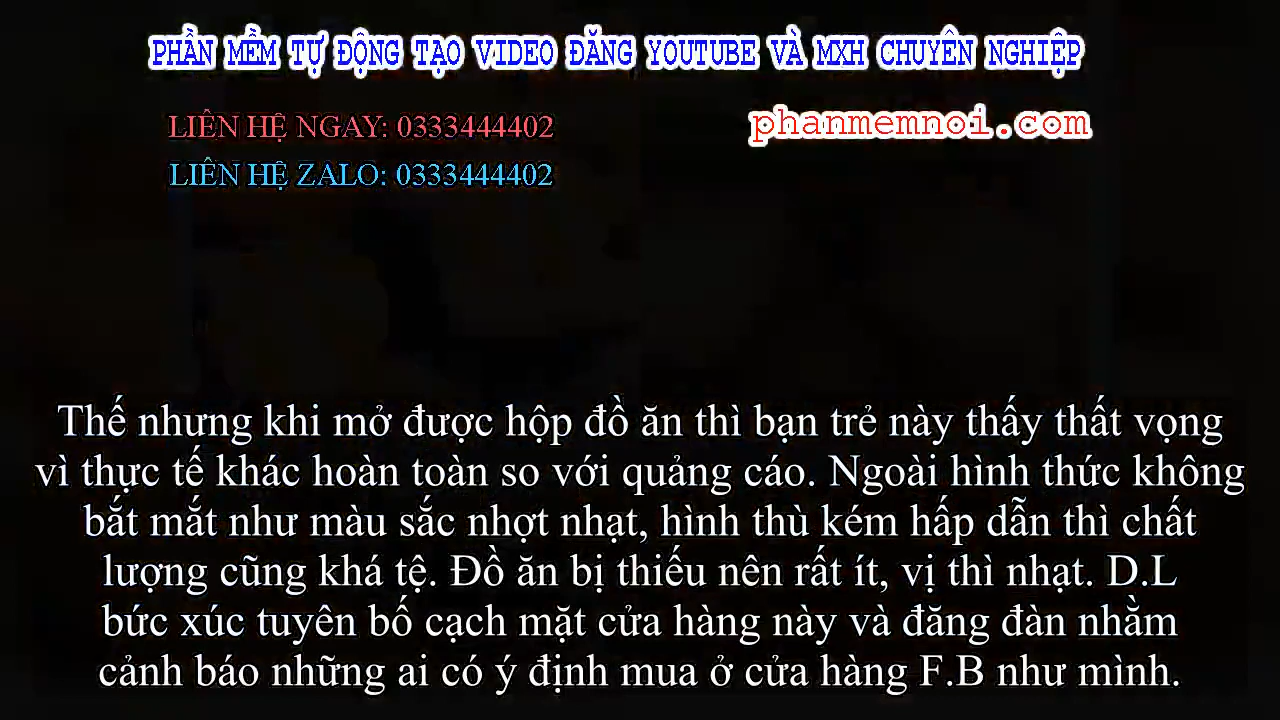 PHẦN MỀM TỰ ĐỘNG TẠO VIDEO ĐĂNG YOUTUBE VÀ MXH CHUYÊN NGHIỆP
LIÊN HỆ NGAY: 0333444402
phanmemnoi.com
LIÊN HỆ ZALO: 0333444402
Thế nhưng khi mở được hộp đồ ăn thì bạn trẻ này thấy thất vọng
vì thực tế khác hoàn toàn so với quảng cáo. Ngoài hình thức không
bắt mắt như màu sắc nhợt nhạt, hình thù kém hấp dẫn thì chất
lượng cũng khá tệ. Đồ ăn bị thiếu nên rất ít, vị thì nhạt. D.L
bức xúc tuyên bố cạch mặt cửa hàng này và đăng đàn nhằm
cảnh báo những ai có ý định mua ở cửa hàng F.B như mình.